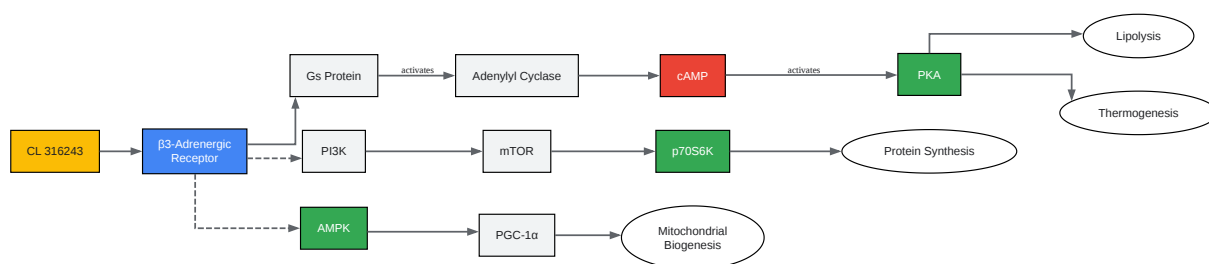 Lipolysis
Gs Protein
activates
Adenylyl Cyclase
cAMP
activates
PKA
Thermogenesis
CL 316243
β3-Adrenergic
Receptor
PI3K
mTOR
p70S6K
Protein Synthesis
AMPK
PGC-1α
Mitochondrial
Biogenesis